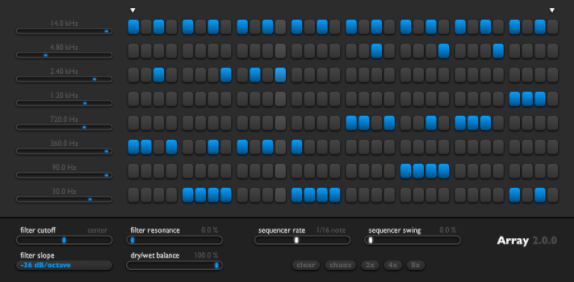 14.0 kHz
4.80 kHz
2.40 kHz
1.20 kHz
720.0 Hz
360.0 Hz
90.0 Hz
30.0 Hz
filter cutoff center
filter resonance 0.0 %
sequencer rate 1/16 note
sequencer swing 0.0 %
Array 2.0.0
filter slope
-36 dB/octave
dry/wet balance 100.0 %
clear chaos 2x 4x 8x